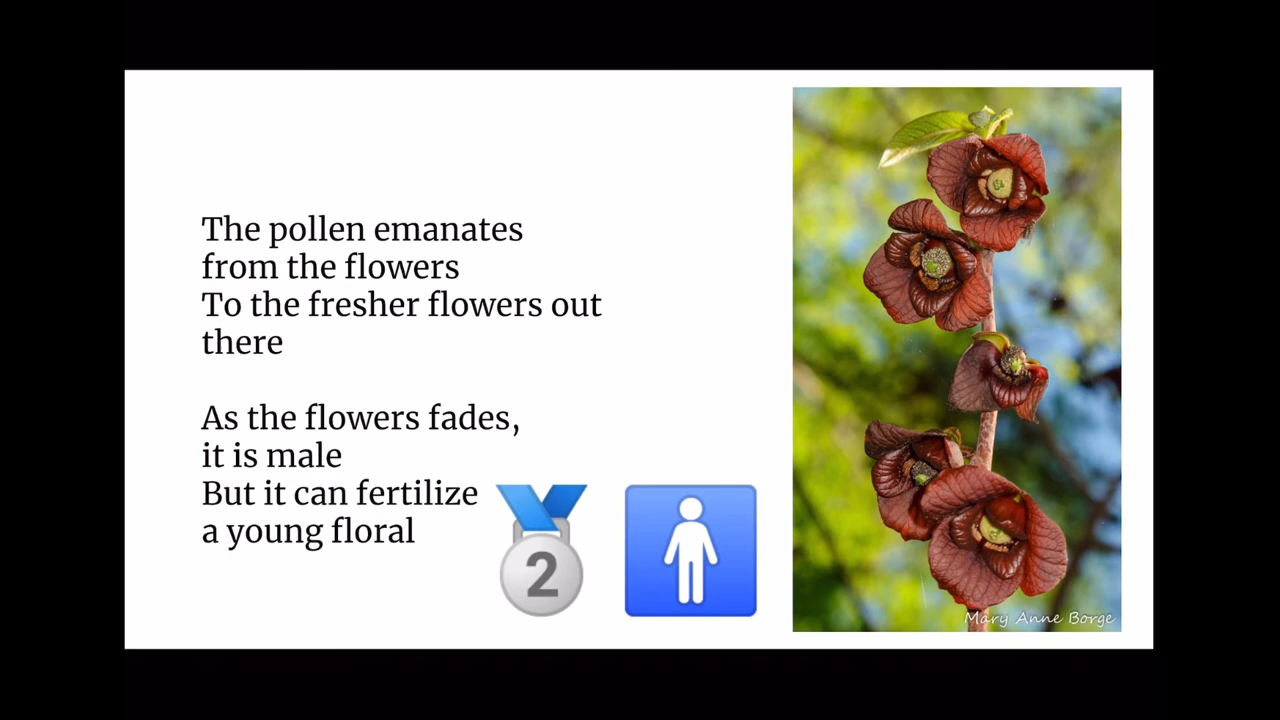 The pollen emanates
from the flowers
To the fresher flowers out
there
As the flowers fades,
it is male
But it can fertilize
a young floral
2
Mary Anne Borge